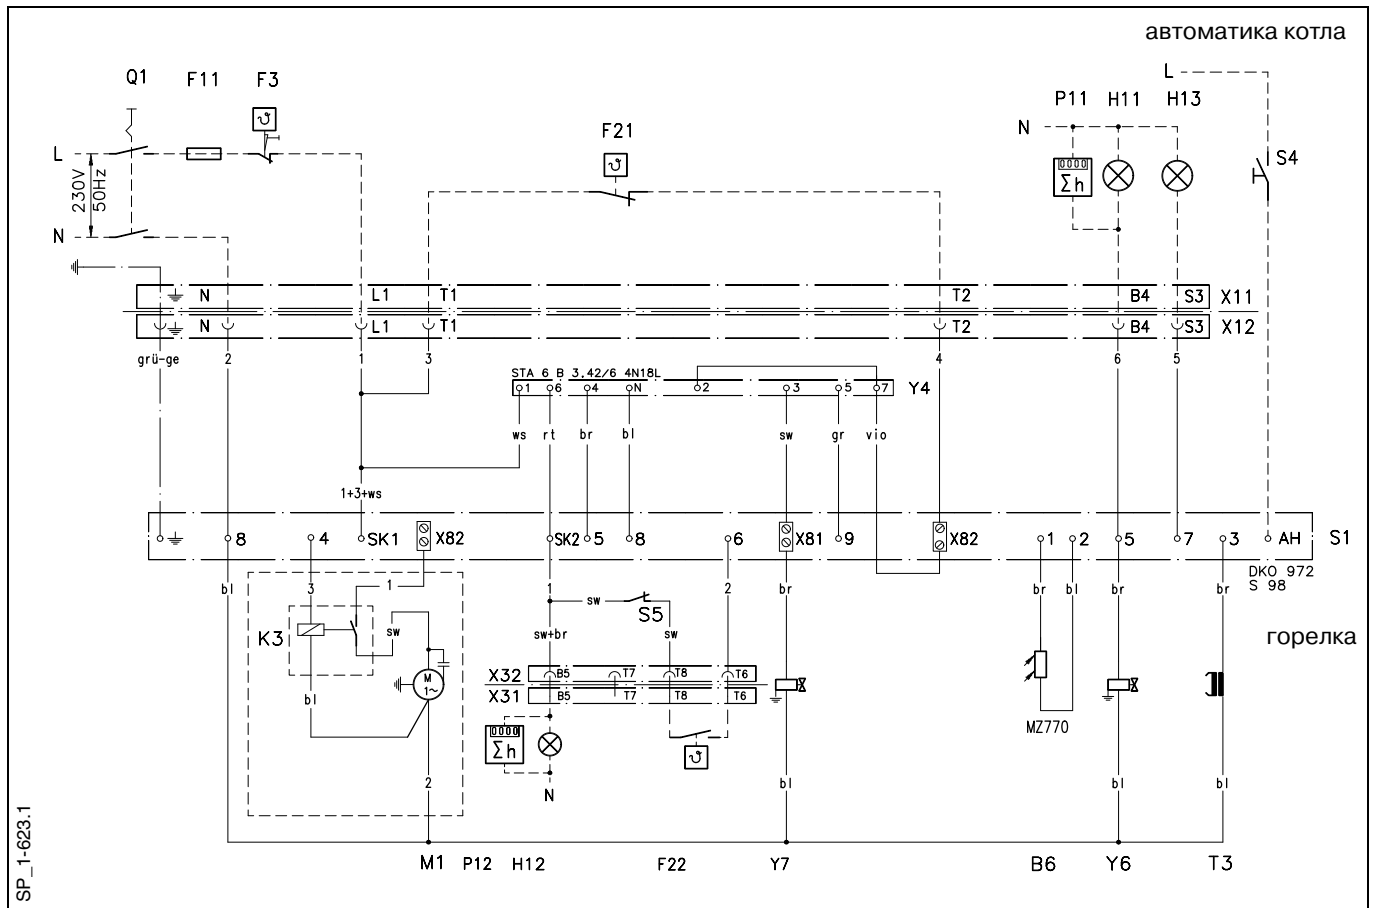 автоматика котла
L
Q1 F11 F3
P11 H11 H13
F21
N
S4
L
230V
50Hz
0000
Σh
N
ϑ
ϑ
N L1 T1 T2 B4 S3 X11
N L1 T1 T2 B4 S3 X12
grü-ge 2 1 3 4 6 5
STA 6 B 3.42/6 4N18L
1 6 4 N 2 3 5 7 Y4
ws rt br bl sw gr vio
1+3+ws
8 4 SK1 X82 SK2 5 8 6 X81 9 X82 1 2 5 7 3 AH S1
DKO 972
S 98
bl 3 1 1 sw 2 br br bl br br
S5
K3 sw sw+br sw
горелка
X32 B5 T7 T8 T6
X31 B5 T7 T8 T6
M
1~
bl
0000
Σh
ϑ
MZ770
2 N bl bl bl
M1 P12 H12 F22 Y7 B6 Y6 T3
SP_1-623.1